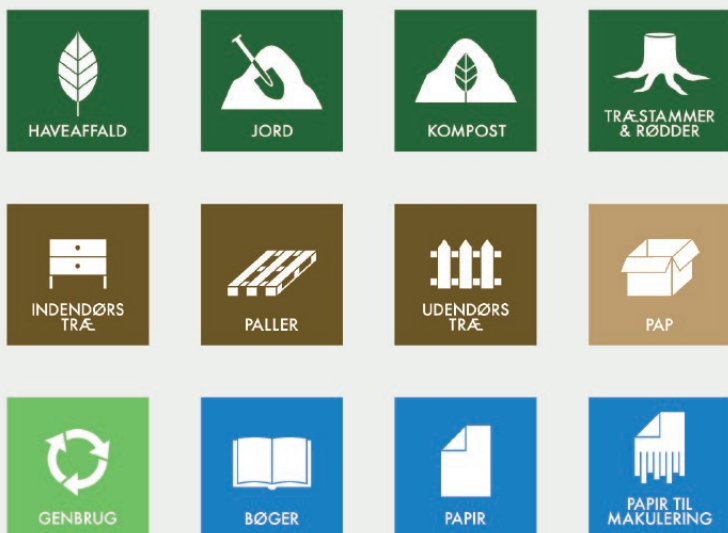 HAVEAFFALD
JORD
KOMPOST
TRÆSTAMMER
& RØDDER
INDENDØRS
TRÆ
PALLER
UDENDØRS
TRÆ
PAP
GENBRUG
BØGER
PAPIR
PAPIR TIL
MAKULERING